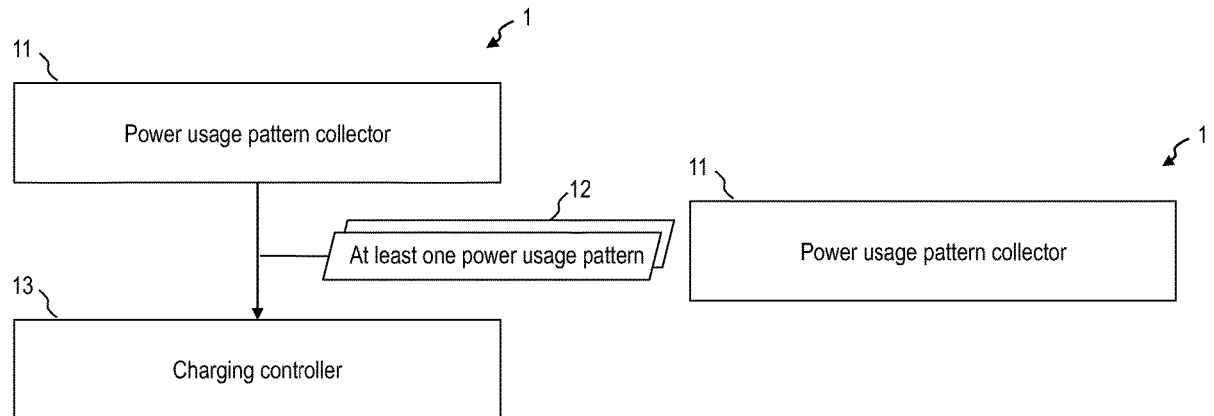 1
11
Power usage pattern collector
12
At least one power usage pattern
13
Charging controller
1
11
Power usage pattern collector